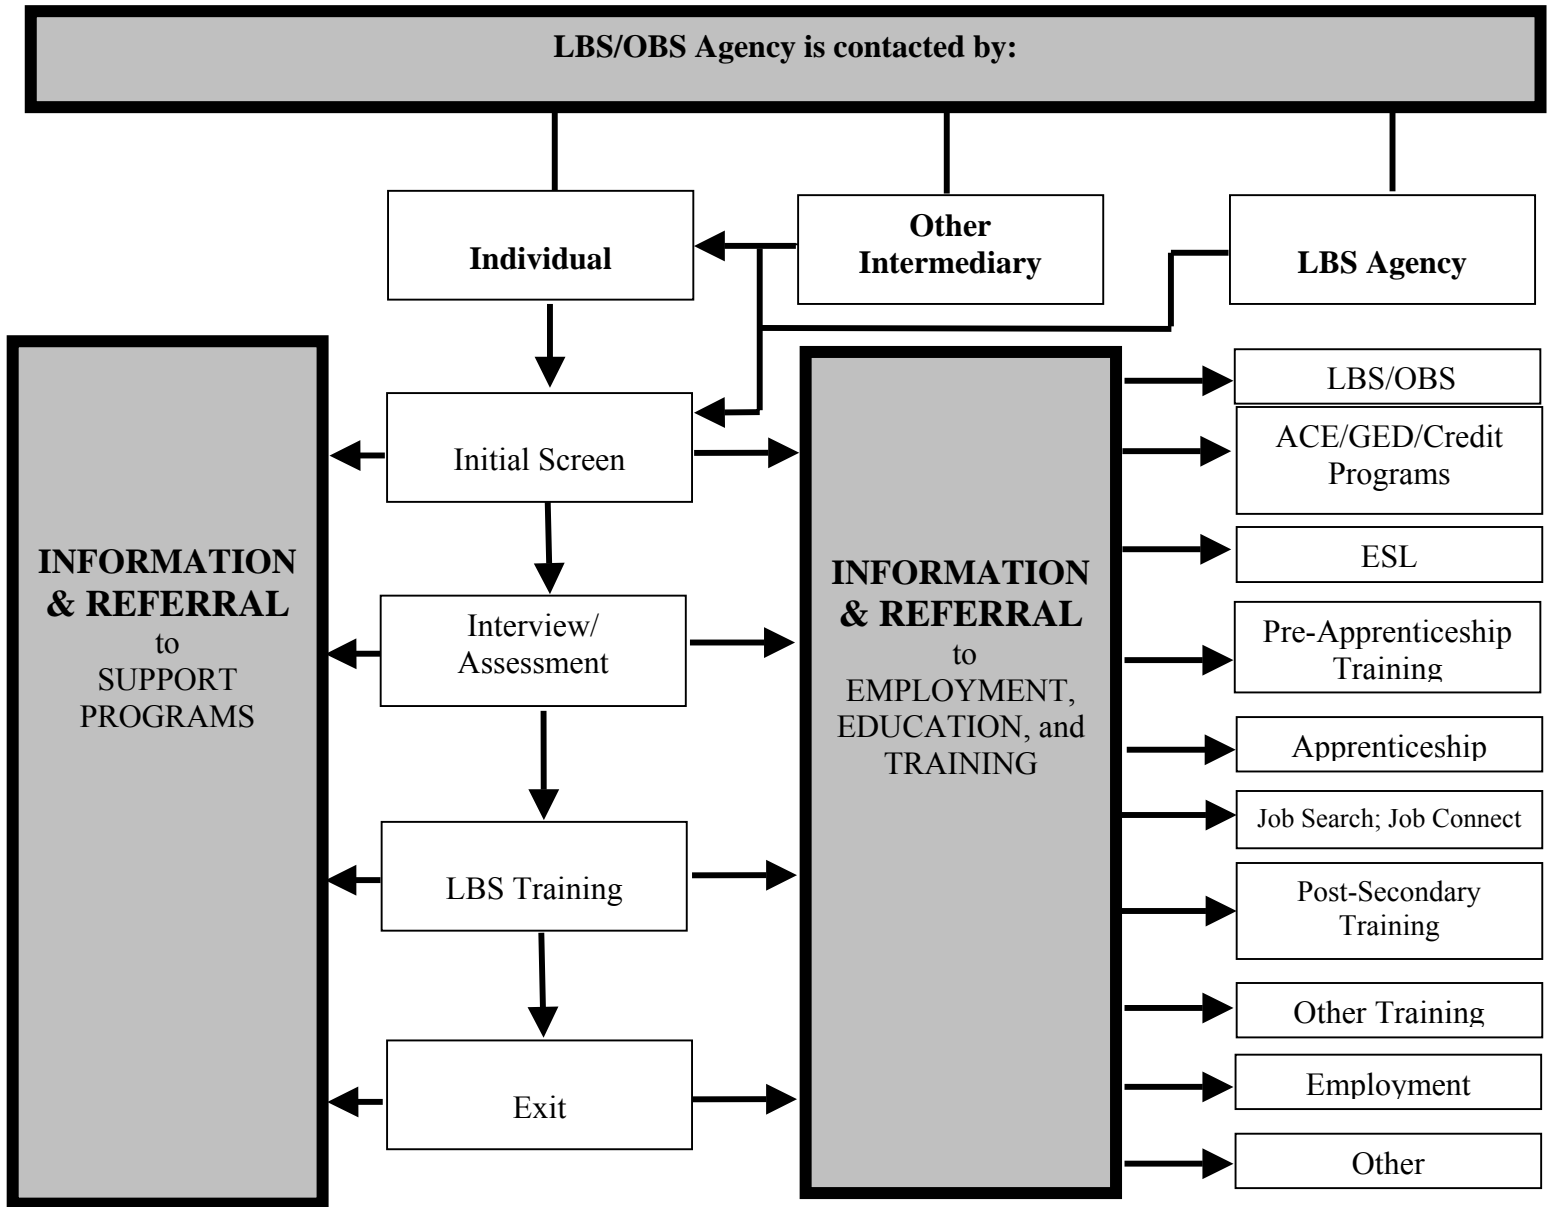 LBS/OBS Agency is contacted by:
Individual
Other
Intermediary
LBS Agency
INFORMATION
& REFERRAL
to
SUPPORT
PROGRAMS
Initial Screen
Interview/
Assessment
LBS Training
Exit
INFORMATION
& REFERRAL
to
EMPLOYMENT,
EDUCATION, and
TRAINING
LBS/OBS
ACE/GED/Credit
Programs
ESL
Pre-Apprenticeship
Training
Apprenticeship
Job Search; Job Connect
Post-Secondary
Training
Other Training
Employment
Other